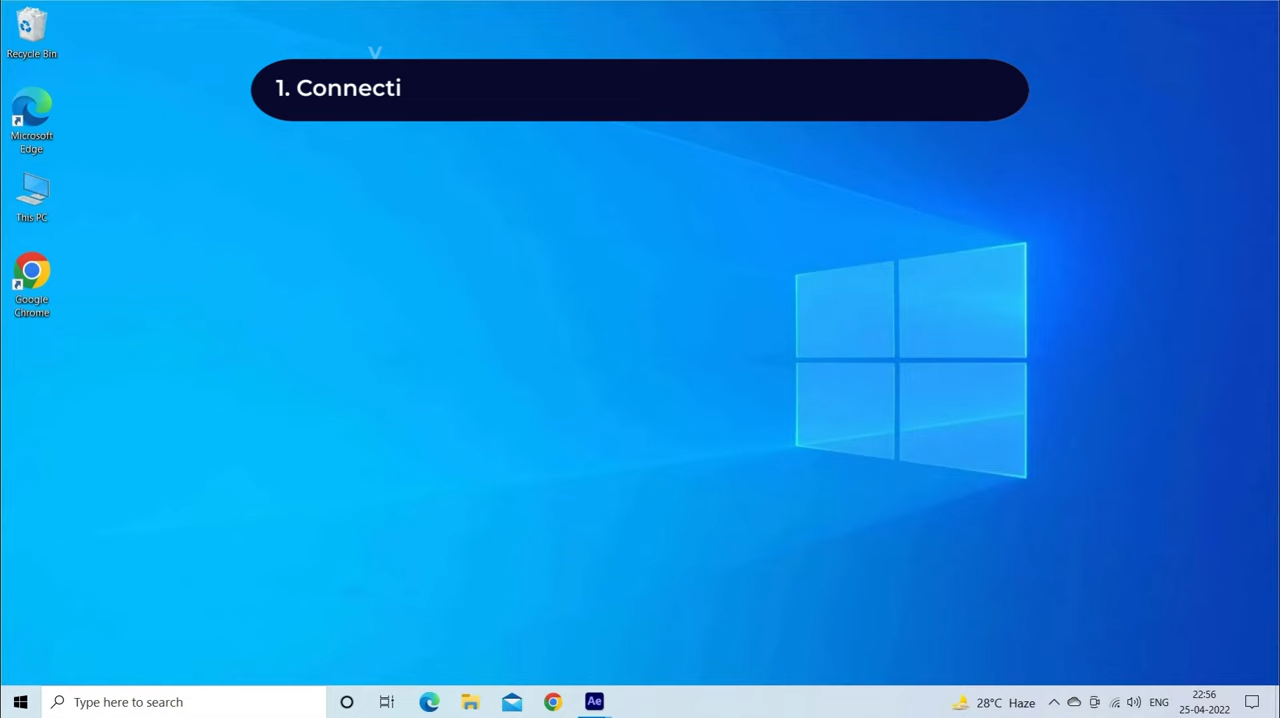 Recycle Bin
v
1. Connecti
Microsoft
Edge
This PC
Google
Chrome
Type here to search
Ae
28°C Haze
ENG
22:56
25-04-2022